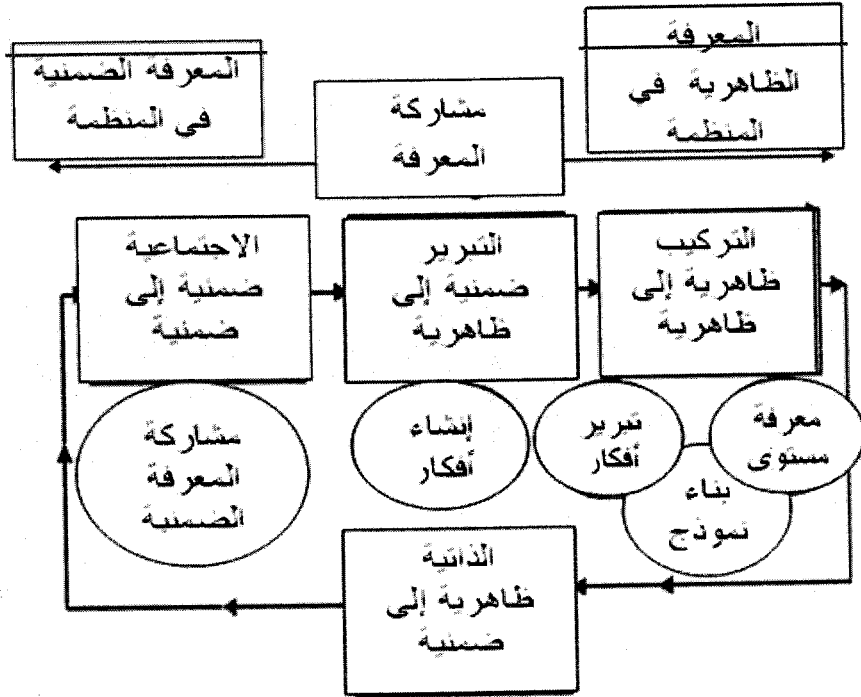 المعرفة
الظاهرية في
المنظمة
المعرفة الضمنية
في المنظمة
مشاركة
المعرفة
الاجتماعية
ضمنية إلى
ضمنية
التبرير
ضمنية إلى
ظاهرية
التركيب
ظاهرية إلى
ظاهرية
مشاركة
المعرفة
الضمنية
إنشاء
أفكار
تبرير
أفكار
بناء
نموذج
معرفة
مستوى
الذاتية
ظاهرية إلى
ضمنية